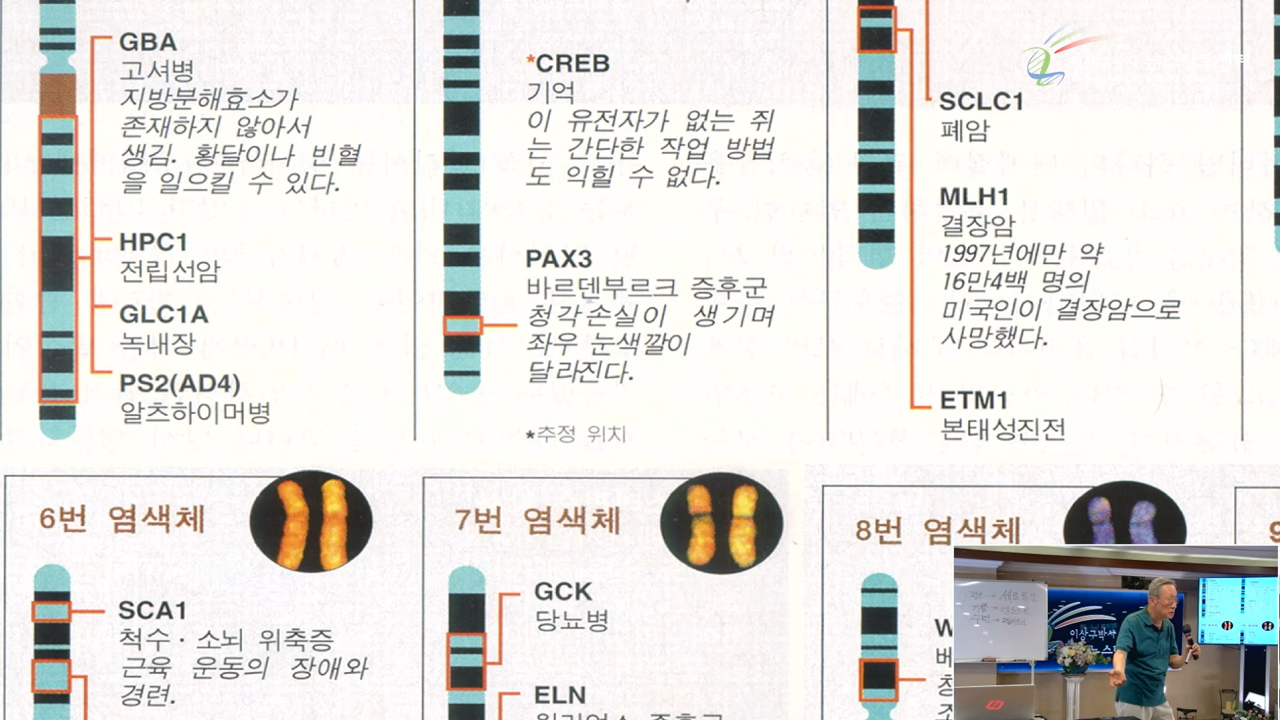 GBA
고셔병
지방분해효소가
존재하지 않아서
생김. 황달이나 빈혈
을 일으킬 수 있다.
HPC1
전립선암
GLC1A
녹내장
PS2(AD4)
알츠하이머병
*CREB
기억
이 유전자가 없는 쥐
는 간단한 작업 방법
도 익힐 수 없다.
PAX3
바르덴부르크 증후군
청각손실이 생기며
좌우 눈색깔이
달라진다.
★추정 위치
SCLC1
폐암
MLH1
결장암
1997년에만 약
16만4백 명의
미국인이 결장암으로
사망했다.
ETM1
본태성진전
6번 염색체
SCA1
척수·소뇌 위축증
근육 운동의 장애와
경련.
7번 염색체
GCK
당뇨병
ELN
8번 염색체
이상구박사